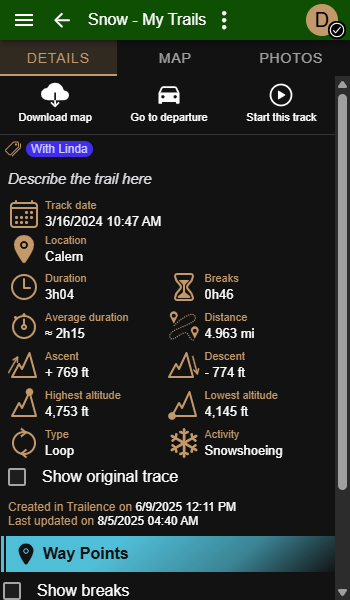 Snow - My Trails
D
DETAILS MAP PHOTOS
Download map Go to departure Start this track
With Linda
Describe the trail here
Track date
3/16/2024 10:47 AM
Location
Calern
Duration Breaks
3h04 0h46
Average duration Distance
≈ 2h15 4.963 mi
Ascent Descent
+ 769 ft - 774 ft
Highest altitude Lowest altitude
4,753 ft 4,145 ft
Type Activity
Loop Snowshoeing
Show original trace
Created in Trailence on 6/9/2025 12:11 PM
Last updated on 8/5/2025 04:40 AM
Way Points
Show breaks